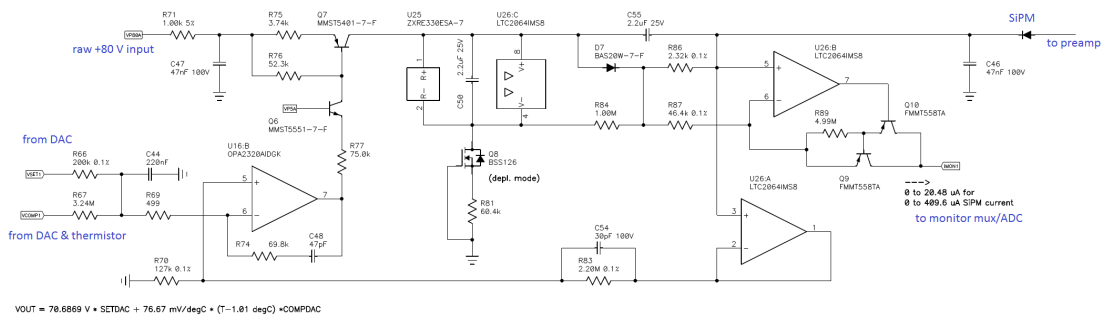 R71
1.00k 5%
VP80A
raw +80 V input
R75
3.74k
Q7
MMST5401-7-F
R76
52.3k
C47
47nF 100V
VP5A
Q6
MMST5551-7-F
U25
ZXRE330ESA-7
1
R+
R-
2
2.2uF 25V
C50
U26:C
LTC2064IMS8
8
V+
V-
4
C55
2.2uF 25V
D7
BAS20W-7-F
R86
2.32k 0.1%
R84
1.00M
R87
46.4k 0.1%
U26:B
LTC2064IMS8
5
+
6
-
7
SiPM
to preamp
C46
47nF 100V
Q10
FMMT558TA
R89
4.99M
Q9
FMMT558TA
IMON1
--->
0 to 20.48 uA for
0 to 409.6 uA SiPM current
to monitor mux/ADC
from DAC
R66
200k 0.1%
VSET1
C44
220nF
R67
3.24M
VCOMP1
R69
499
from DAC & thermistor
U16:B
OPA2320AIDGK
5
+
6
-
7
R77
75.0k
R74
69.8k
C48
47pF
Q8
BSS126
(depl. mode)
R81
60.4k
R70
127k 0.1%
C54
30pF 100V
R83
2.20M 0.1%
U26:A
LTC2064IMS8
3
+
2
-
1
VOUT = 70.6869 V * SETDAC + 76.67 mV/degC * (T-1.01 degC) *COMPDAC